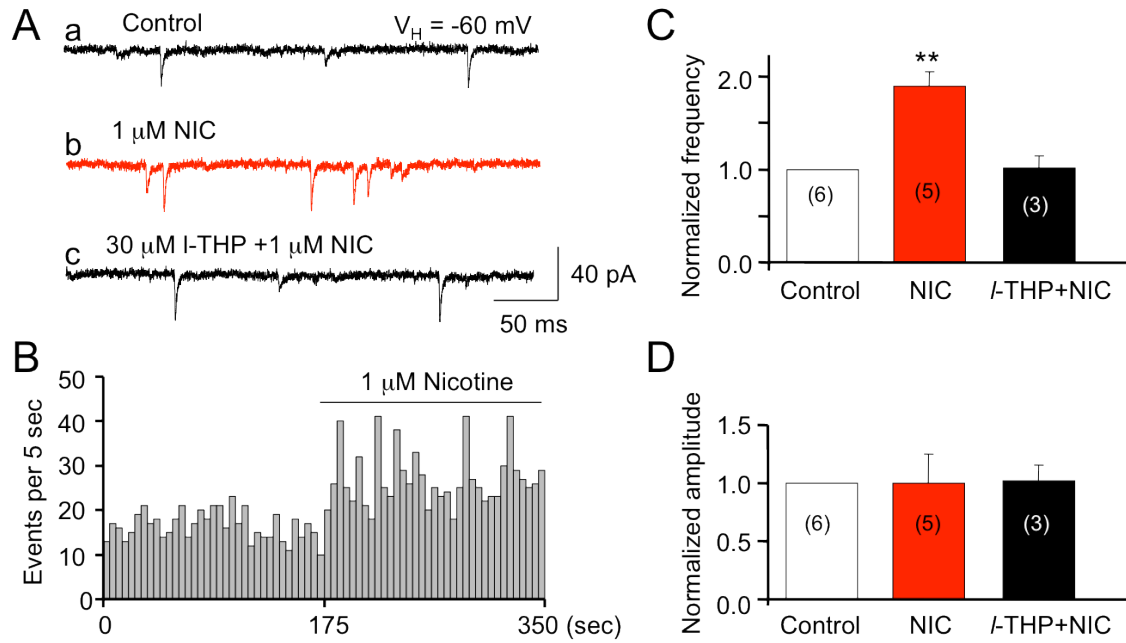 A
a
Control
V_H = -60 mV
b
1 μM NIC
c
30 μM l-THP +1 μM NIC
40 pA
50 ms
B
Events per 5 sec
50
40
30
20
10
0
1 μM Nicotine
0
175
350 (sec)
C
Normalized frequency
2.0
1.0
0.0
**
(6)
(5)
(3)
Control
NIC
l-THP+NIC
D
Normalized amplitude
1.5
1.0
0.5
0.0
(6)
(5)
(3)
Control
NIC
l-THP+NIC